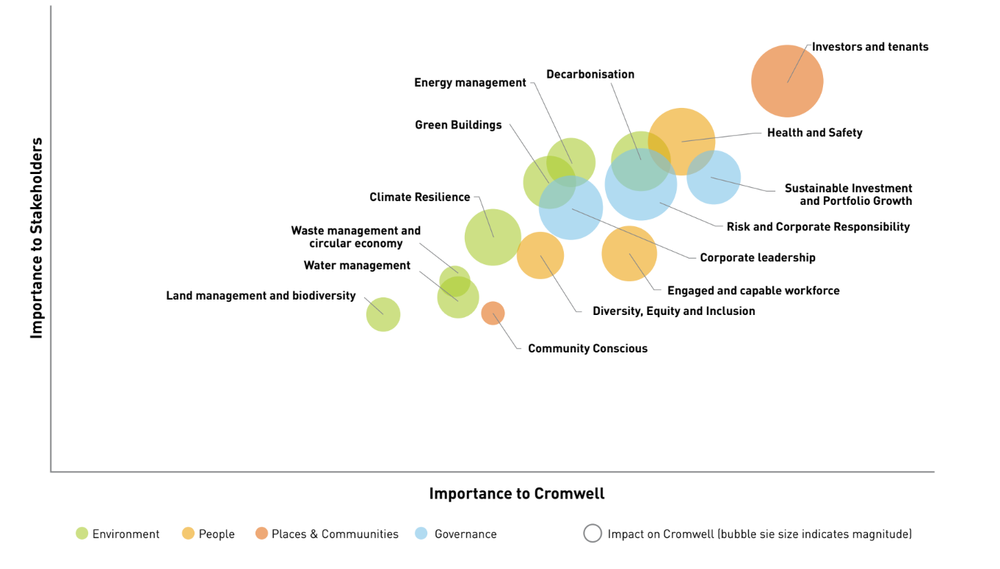 Investors and tenants
Decarbonisation
Energy management
Green Buildings
Health and Safety
Sustainable Investment
and Portfolio Growth
Climate Resilience
Risk and Corporate Responsibility
Waste management and
circular economy
Corporate leadership
Water management
Engaged and capable workforce
Land management and biodiversity
Diversity, Equity and Inclusion
Community Conscious
Importance to Stakeholders
Importance to Cromwell
Environment
People
Places & Commuunities
Governance
Impact on Cromwell (bubble sie size indicates magnitude)